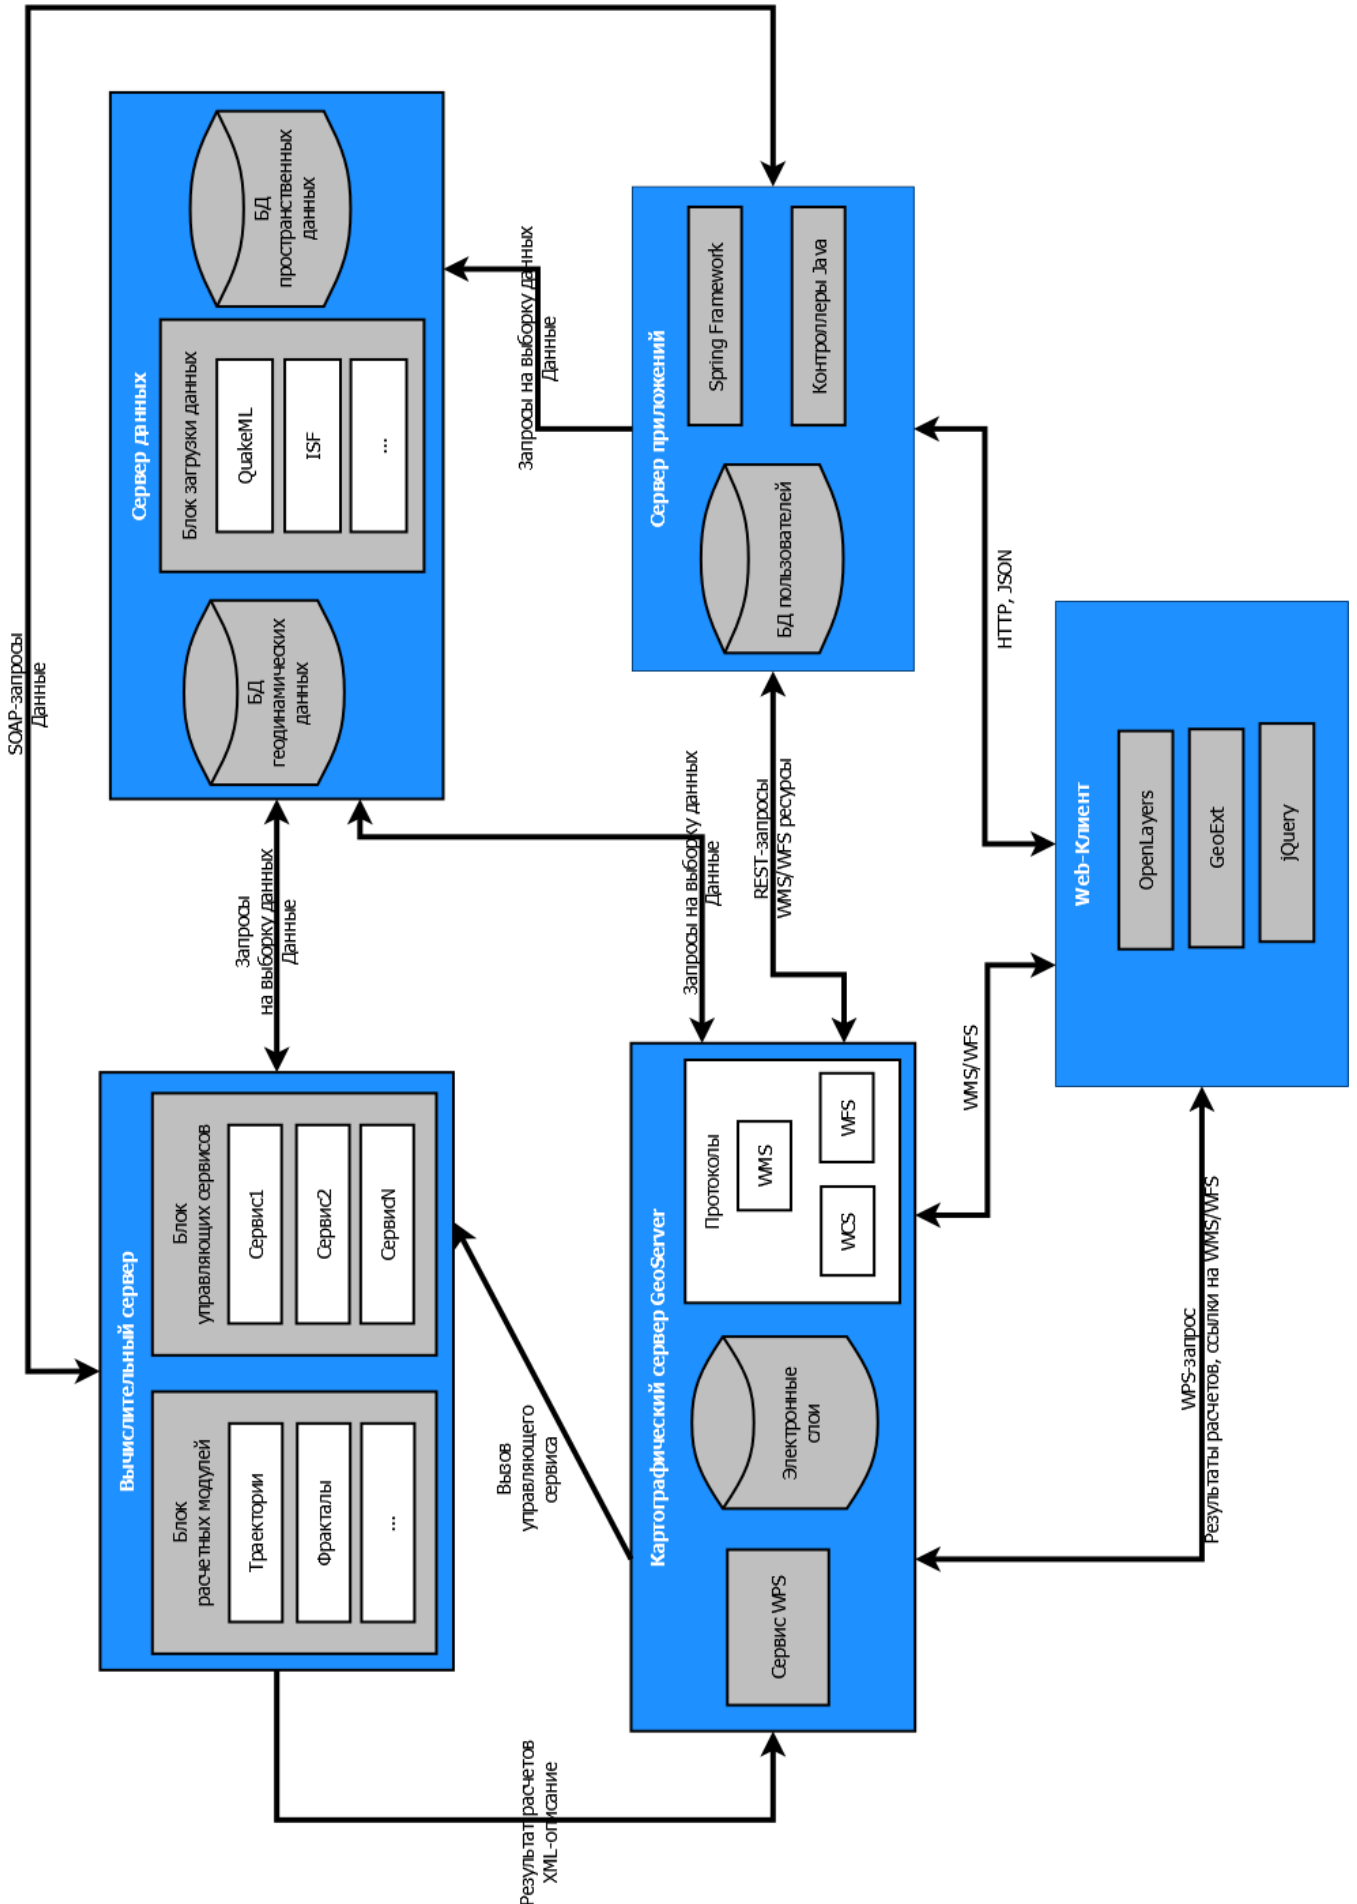 SOAP-запросы
Данные
Вычислительный сервер
Блок
расчетных модулей
Траектории
Фракталы
...
Блок
управляющих сервисов
Сервис1
Сервис2
СервисN
Запросы
на выборку данных
Данные
Сервер данных
БД
геодинамических
данных
Блок загрузки данных
QuakeML
ISF
...
БД
пространственных
данных
Результат расчетов
XML-описание
Вызов
управляющего
сервиса
Запросы на выборку данных
Данные
Запросы на выборку данных
Данные
Картографический сервер GeoServer
Сервис WPS
Электронные
слои
Протоколы
WMS
WCS
WFS
REST-запросы
WMS/WFS ресурсы
Сервер приложений
БД пользователей
Spring Framework
Контроллеры Java
WMS/WFS
HTTP, JSON
WPS-запрос
Результаты расчетов, ссылки на WMS/WFS
Web-Клиент
OpenLayers
GeoExt
jQuery